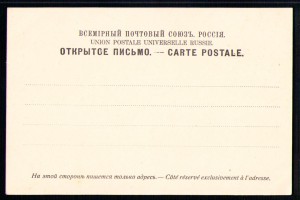 ВСЕМІРНЫЙ ПОЧТОВЫЙ СОЮЗЪ. РОССІЯ.
UNION POSTALE UNIVERSELLE RUSSIE.
ОТКРЫТОЕ ПИСЬМО. — CARTE POSTALE.
На этой сторонѣ пишется только адресъ. — Côté réservé exclusivement à l'adresse.